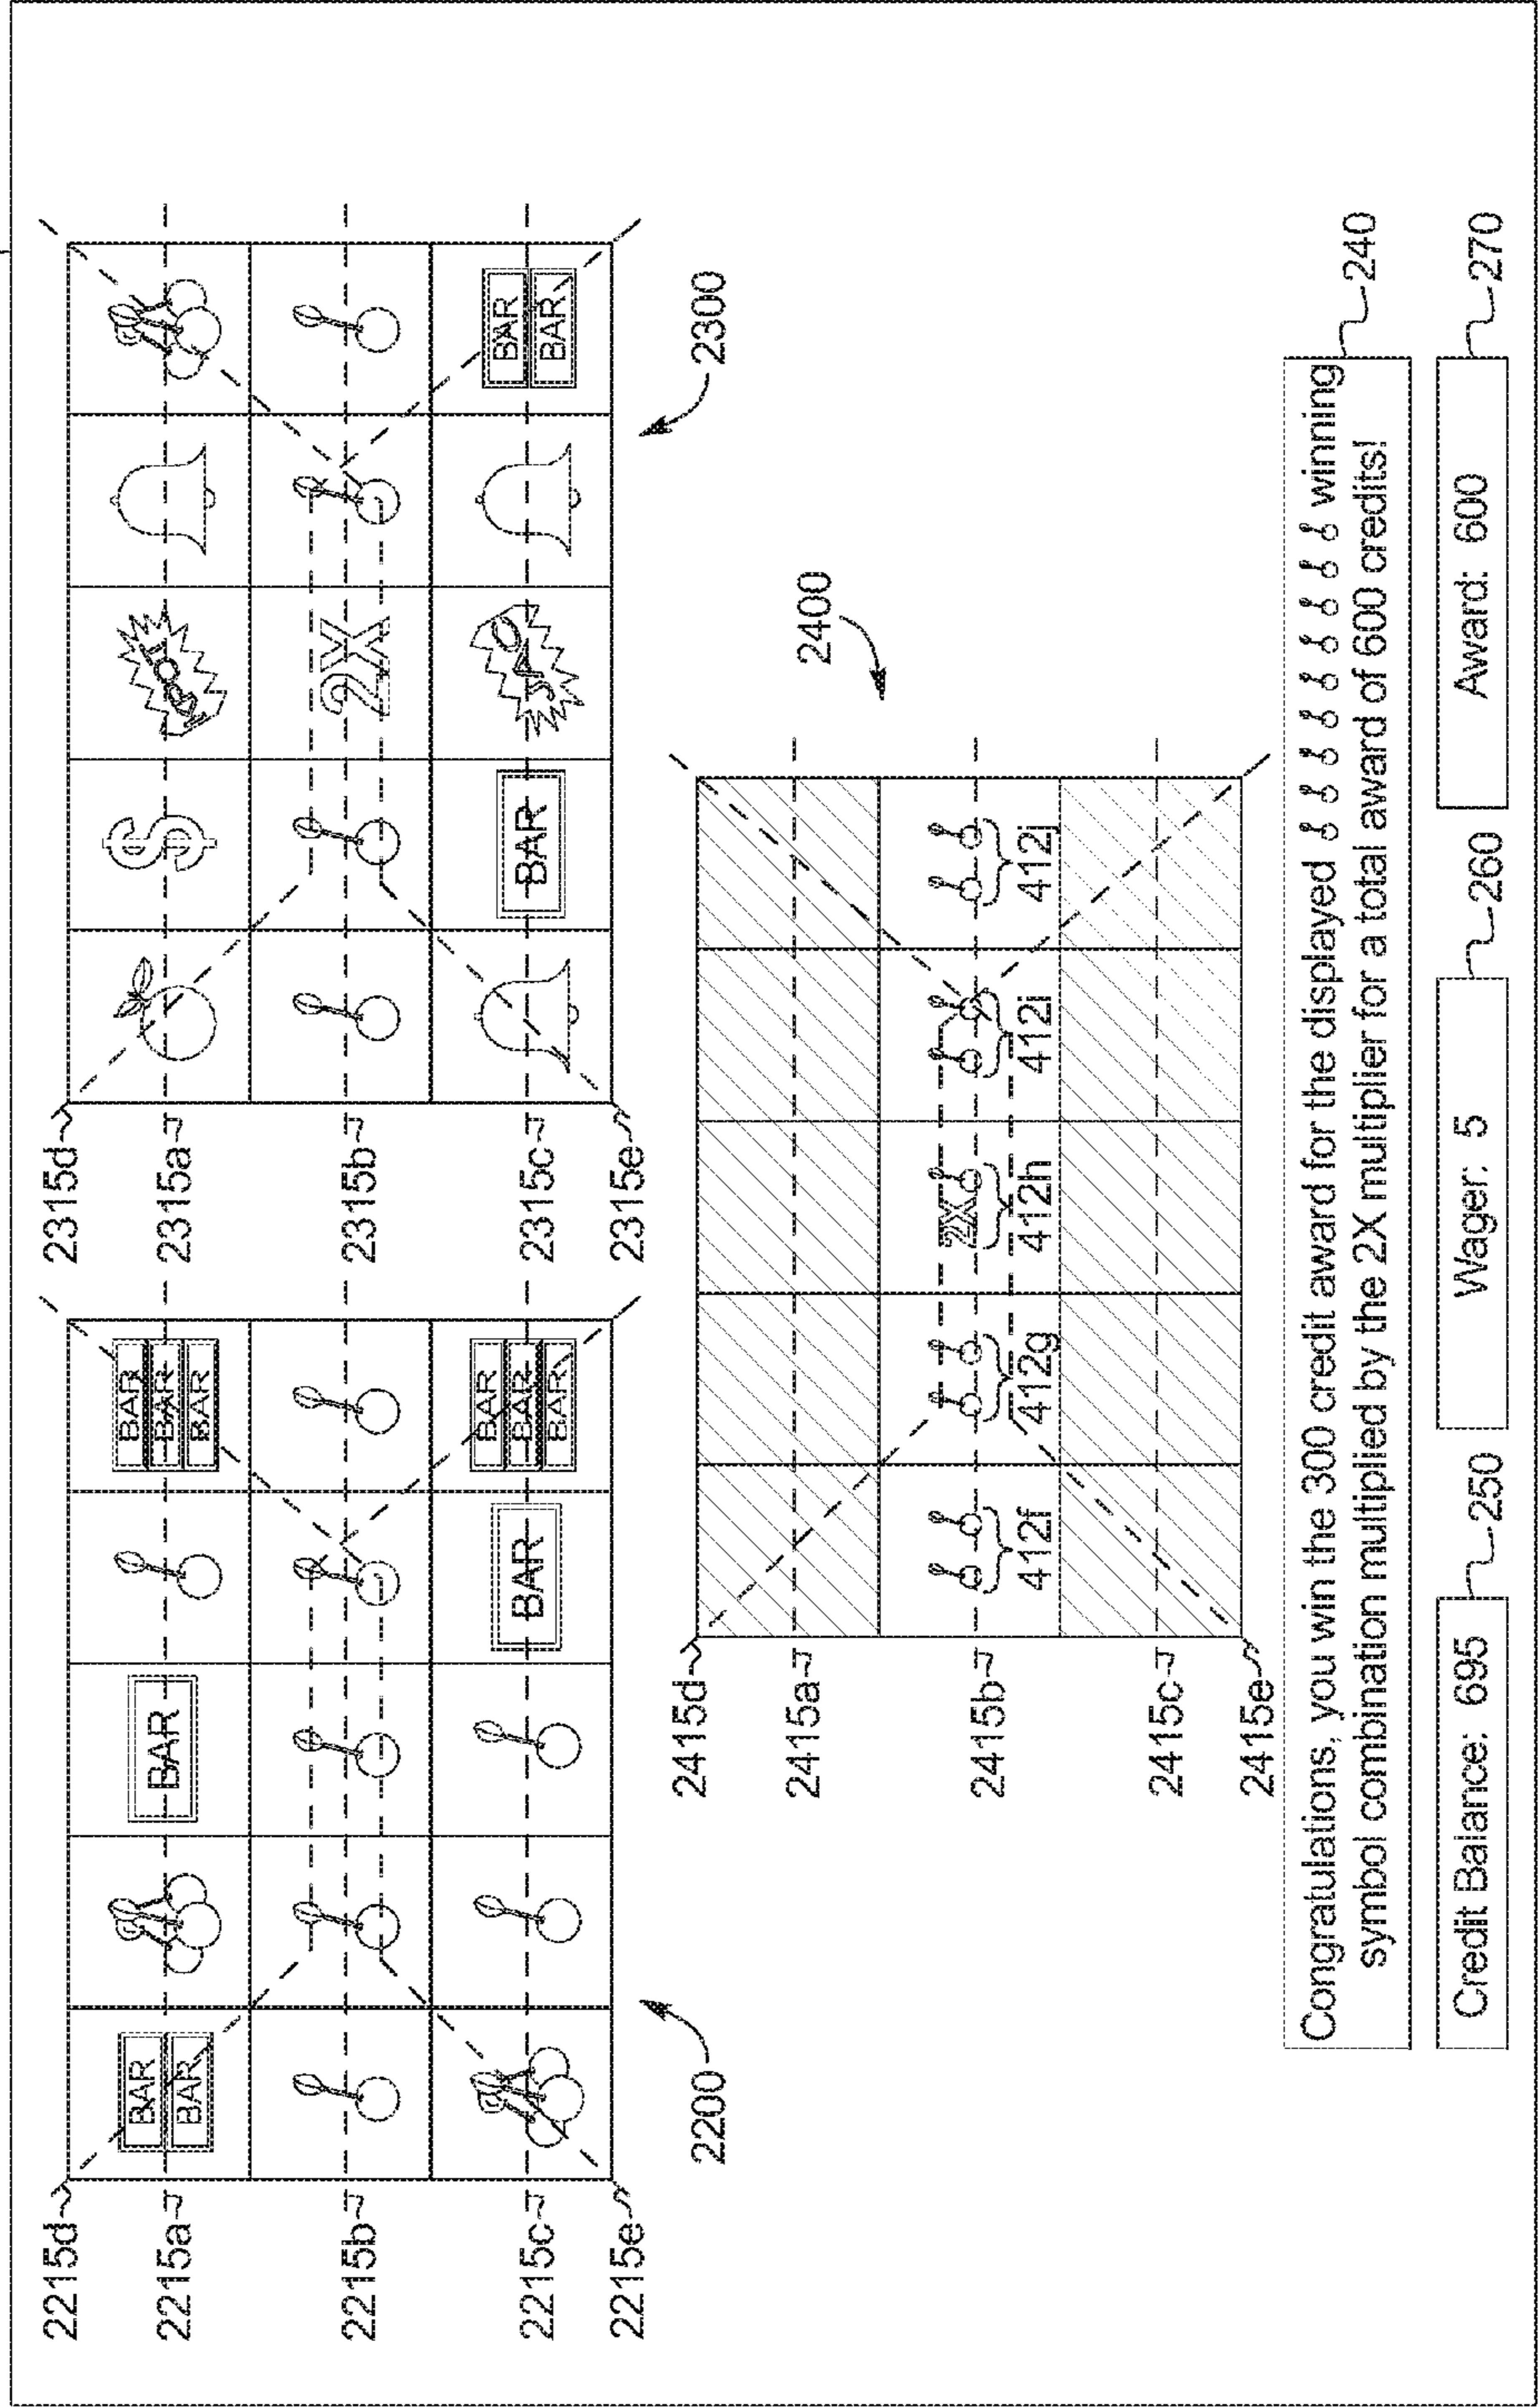 2215d
2215a
2215b
2215c
2215e
BAR
BAR
BAR
BAR
BAR
BAR
BAR
BAR
BAR
BAR
2200
2315d
2315a
2315b
2315c
2315e
$
2X
BAR
BAR
BAR
2300
2415d
2415a
2415b
2415c
2415e
2X
412f 412g 412h 412i 412j
2400
Congratulations, you win the 300 credit award for the displayed winning
symbol combination multiplied by the 2X multiplier for a total award of 600 credits!
240
Credit Balance: 695
250
Wager: 5
260
Award: 600
270